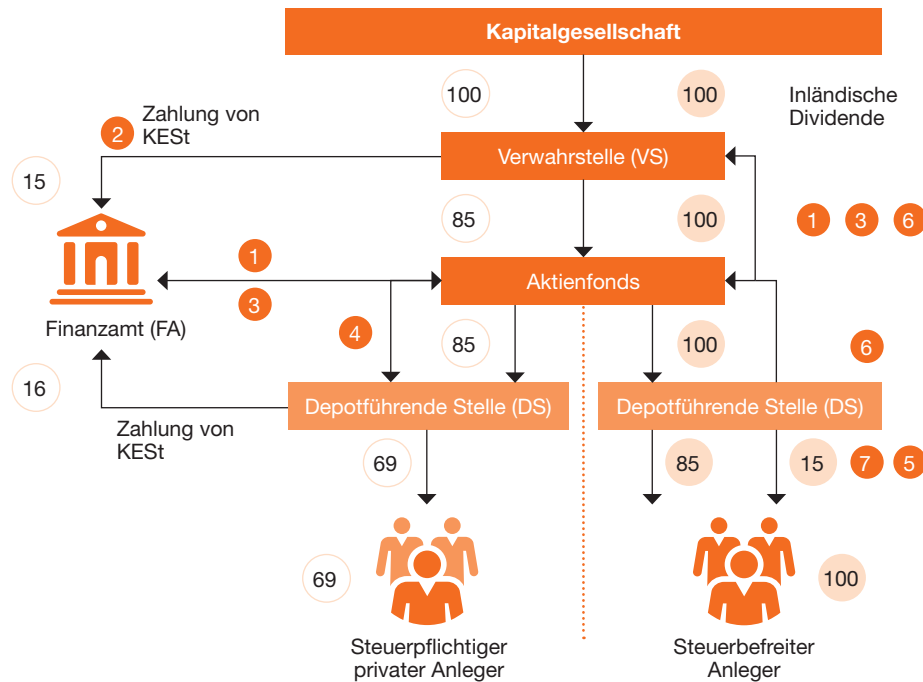 Kapitalgesellschaft
100
100
Inländische
Dividende
2
Zahlung von
KESt
Verwahrstelle (VS)
15
85
100
1 3 6
1
Aktienfonds
3
Finanzamt (FA)
4
85
100
6
16
Depotführende Stelle (DS)
Depotführende Stelle (DS)
Zahlung von
KESt
69
85
15
7 5
69
100
Steuerpflichtiger
privater Anleger
Steuerbefreiter
Anleger